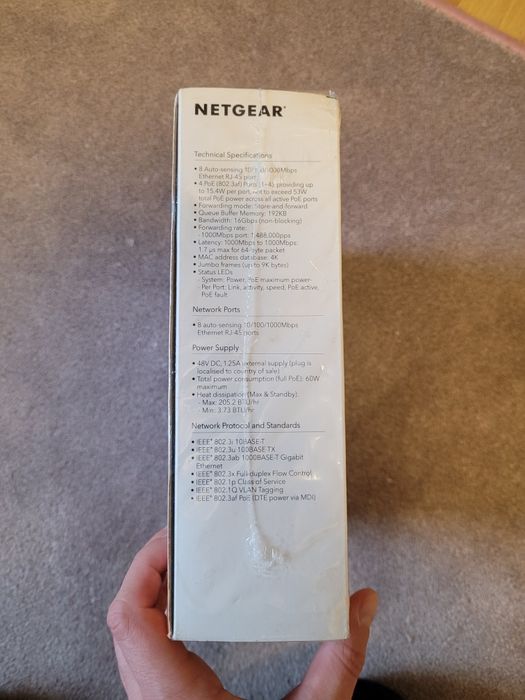 NETGEAR®
Technical Specifications
• 8 Auto-sensing 10/100/1000Mbps
Ethernet RJ-45 ports
• 4 PoE (802.3af) Ports (1-4), providing up
to 15.4W per port, not to exceed 53W
total PoE power across all active PoE ports
• Forwarding mode: Store-and-forward
• Queue Buffer Memory: 192KB
• Bandwidth: 16Gbps (non-blocking)
• Forwarding rate:
- 1000Mbps port: 1,488,000pps
• Latency: 1000Mbps to 1000Mbps:
1.7 μs max for 64-byte packet
• MAC address database: 4K
• Jumbo frames (up to 9K bytes)
• Status LEDs
- System: Power, PoE maximum power
- Per Port: Link, activity, speed, PoE active,
PoE fault
Network Ports
• 8 auto-sensing 10/100/1000Mbps
Ethernet RJ-45 ports
Power Supply
• 48V DC, 1.25A external supply (plug is
localised to country of sale)
• Total power consumption (full PoE): 60W
maximum
• Heat dissipation (Max & Standby):
- Max: 205.2 BTU/hr
- Min: 3.73 BTU/hr
Network Protocol and Standards
• IEEE® 802.3i 10BASE-T
• IEEE® 802.3u 100BASE-TX
• IEEE® 802.3ab 1000BASE-T Gigabit
Ethernet
• IEEE® 802.3x Full-duplex Flow Control
• IEEE® 802.1p Class of Service
• IEEE® 802.1Q VLAN Tagging
• IEEE® 802.3af PoE (DTE power via MDI)